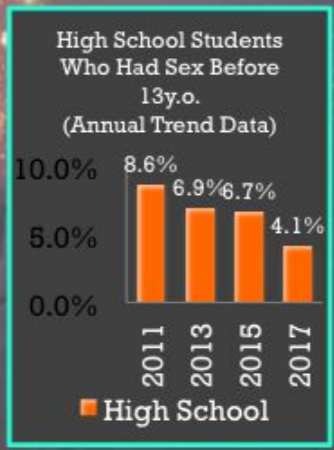 High School Students
Who Had Sex Before
13y.o.
(Annual Trend Data)
10.0%
5.0%
0.0%
8.6%
6.9%
6.7%
4.1%
2011
2013
2015
2017
High School